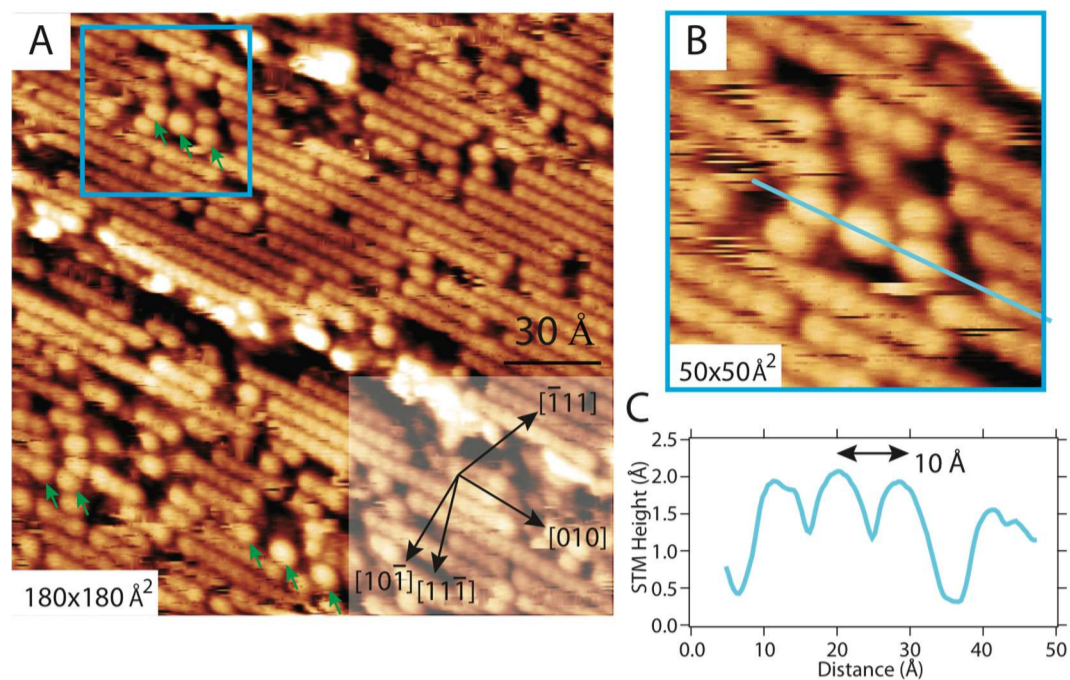 A
30 Å
[1̄11]
[010]
[101̄]
[111̄]
180x180 Å²
B
50x50Å²
C
10 Å
STM Height (Å)
2.5
2.0
1.5
1.0
0.5
0.0
0.0
10
20
30
40
50
Distance (Å)